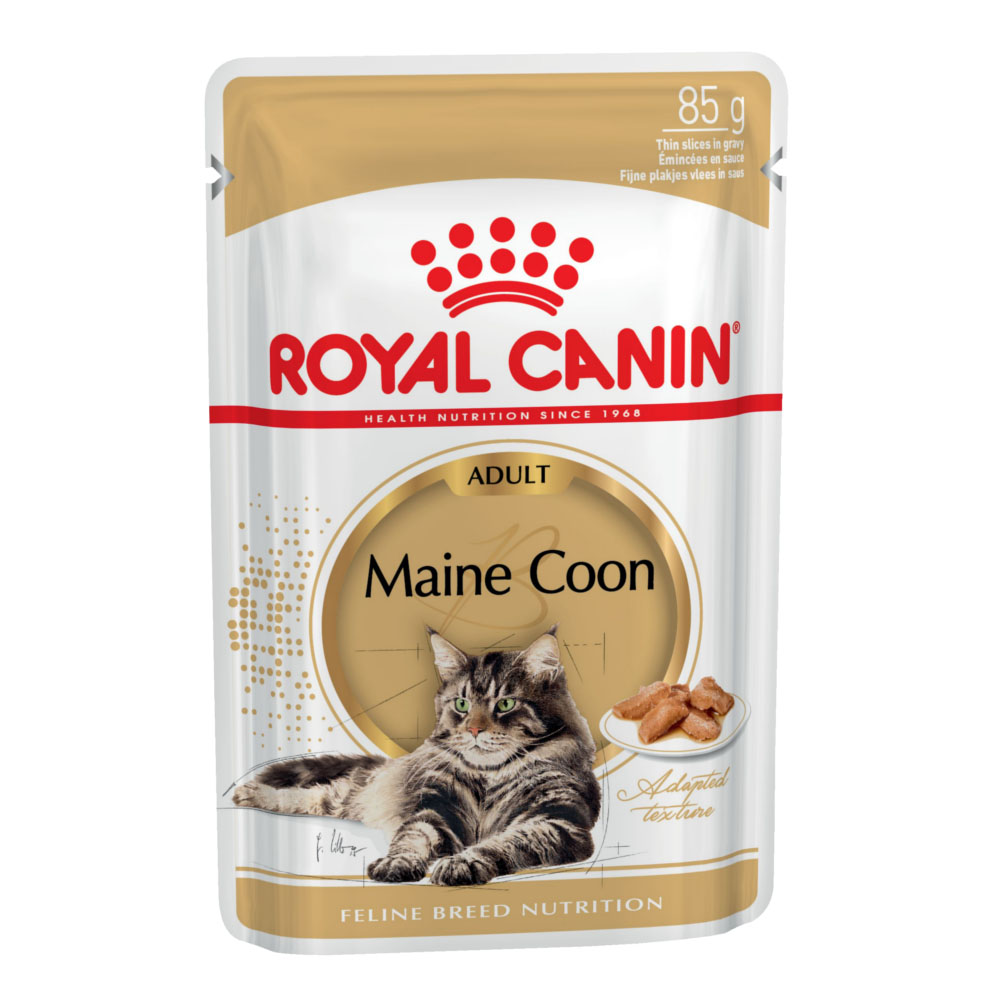 85 g
Thin slices in gravy
Émincées en sauce
Fijne plakjes vlees in saus
ROYAL CANIN®
HEALTH NUTRITION SINCE 1968
ADULT
B
Maine Coon
Adapted
texture
FELINE BREED NUTRITION